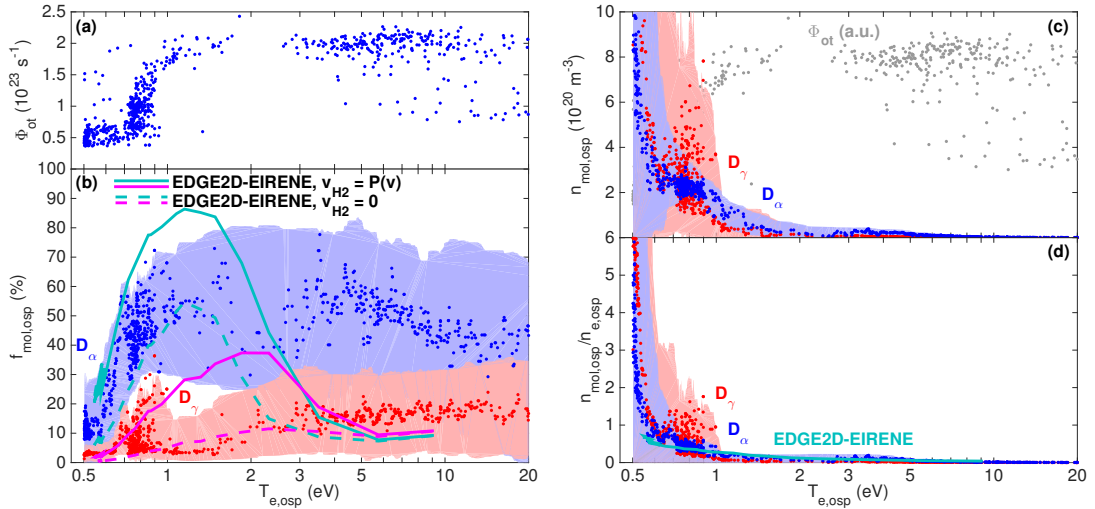 (a)
2.5
2
1.5
1
0.5
Φot (10²³ s⁻¹)
(b)
100
90
80
70
60
50
40
30
20
10
0
fmol,osp (%)
EDGE2D-EIRENE, vH2 = P(v)
EDGE2D-EIRENE, vH2 = 0
Dα
Dγ
0.5 1 2 3 5 10 20
Te,osp (eV)
(c)
10
8
6
4
2
nmol,osp (10²⁰ m⁻³)
Φot (a.u.)
Dγ
Dα
(d)
6
5
4
3
2
1
0
nmol,osp/ne,osp
Dγ
Dα
EDGE2D-EIRENE
0.5 1 2 3 5 10 20
Te,osp (eV)